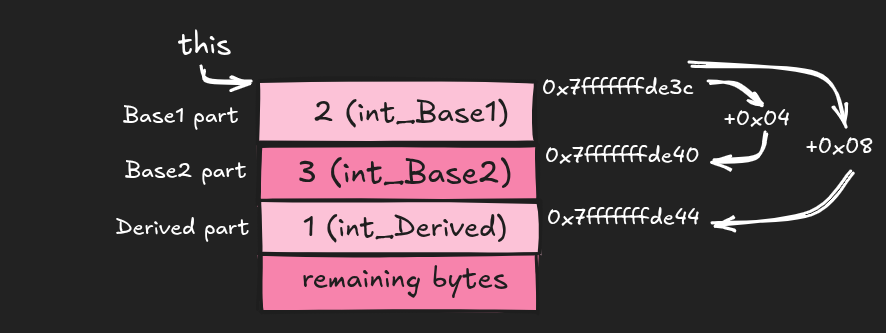 this
2 (int_Base1)
0x7fffffffde3c
Base1 part
+0x04
+0x08
3 (int_Base2)
0x7fffffffde40
Base2 part
1 (int_Derived)
0x7fffffffde44
Derived part
remaining bytes